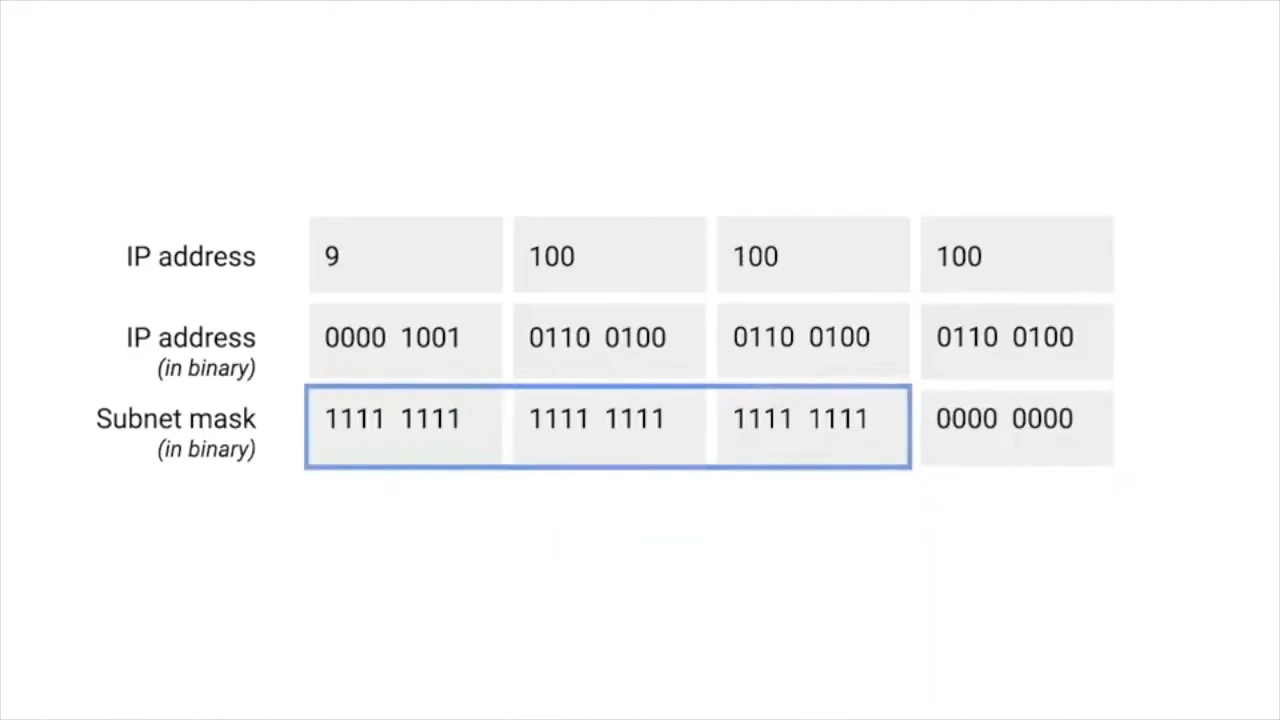 IP address 9 100 100 100
IP address 0000 1001 0110 0100 0110 0100 0110 0100
(in binary)
Subnet mask 1111 1111 1111 1111 1111 1111 0000 0000
(in binary)